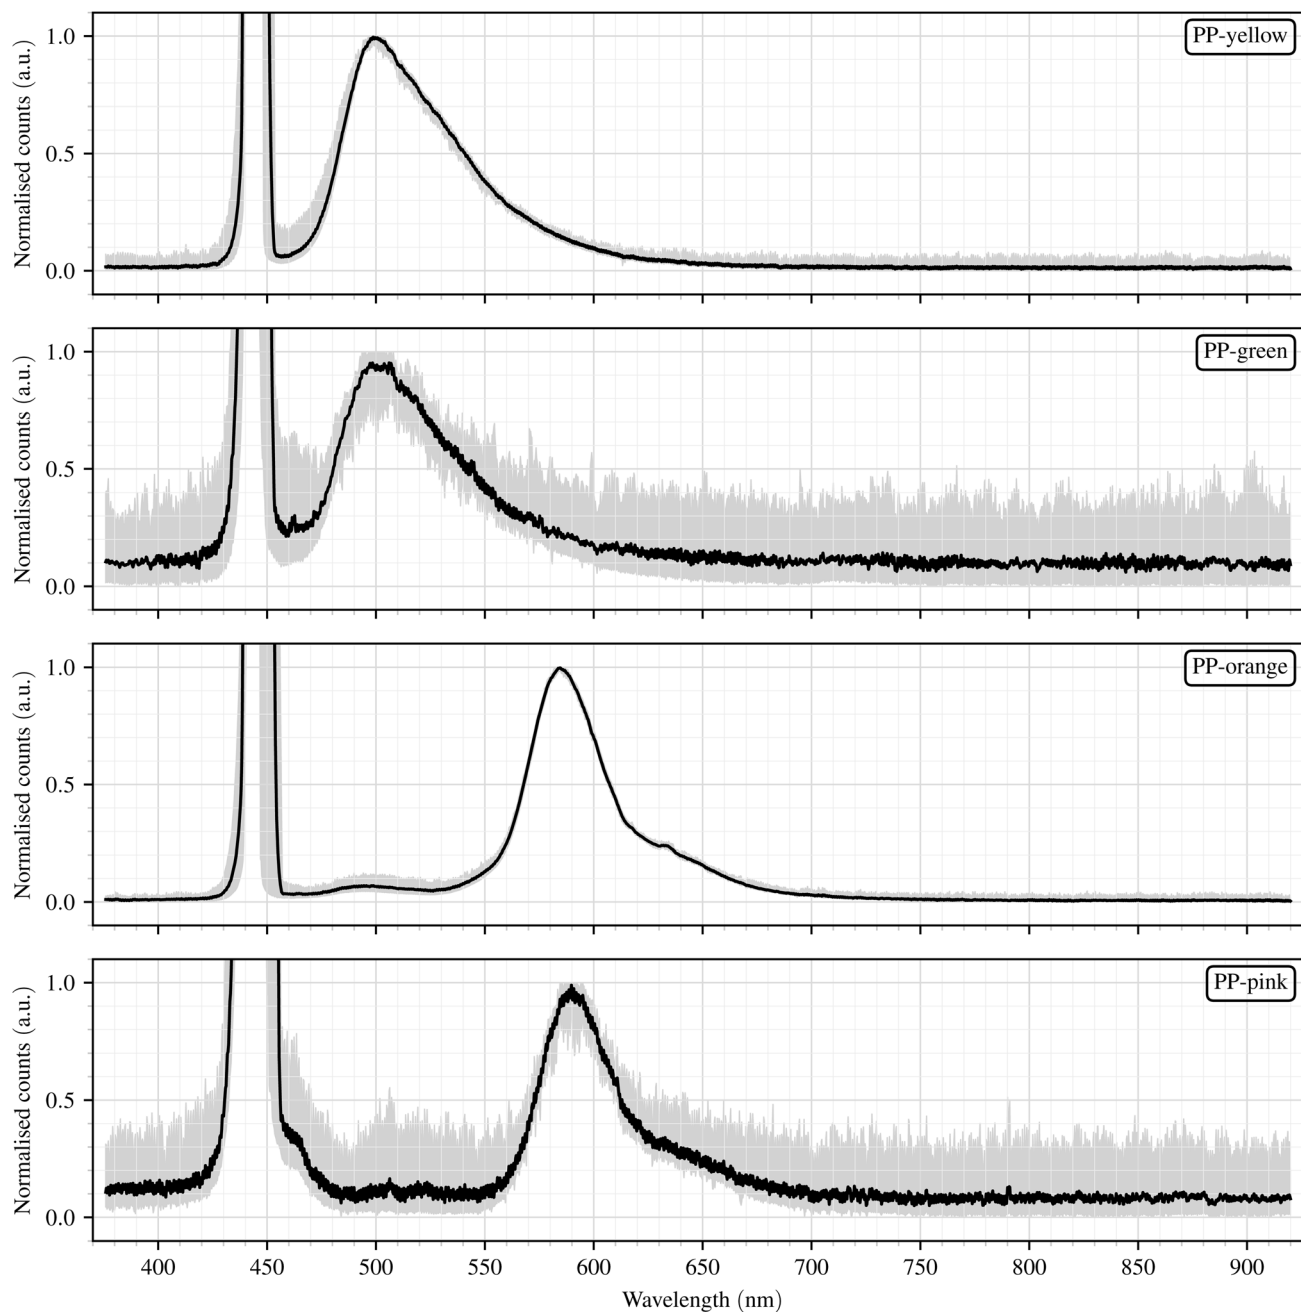 Normalised counts (a.u.)
1.0
0.5
0.0
PP-yellow
Normalised counts (a.u.)
1.0
0.5
0.0
PP-green
Normalised counts (a.u.)
1.0
0.5
0.0
PP-orange
Normalised counts (a.u.)
1.0
0.5
0.0
PP-pink
400 450 500 550 600 650 700 750 800 850 900
Wavelength (nm)